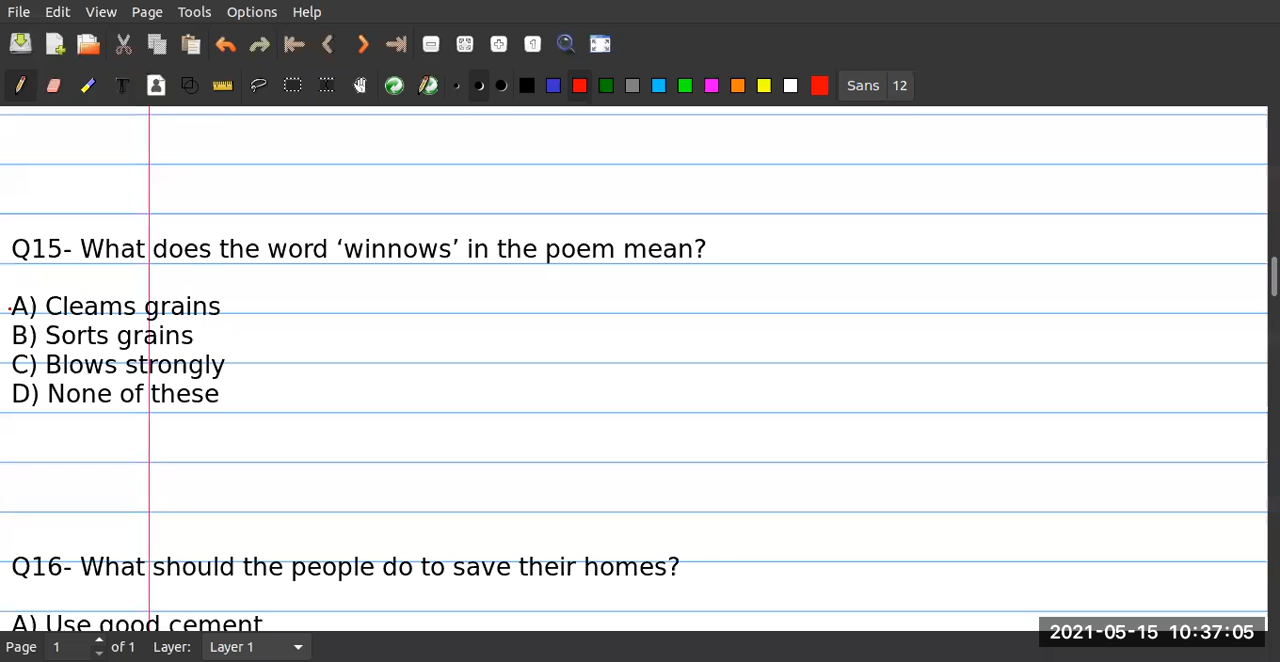 File Edit View Page Tools Options Help
Sans 12
Q15- What does the word ‘winnows’ in the poem mean?
A) Cleams grains
B) Sorts grains
C) Blows strongly
D) None of these
Q16- What should the people do to save their homes?
A) Use good cement
2021-05-15 10:37:05
Page 1 of 1 Layer: Layer 1